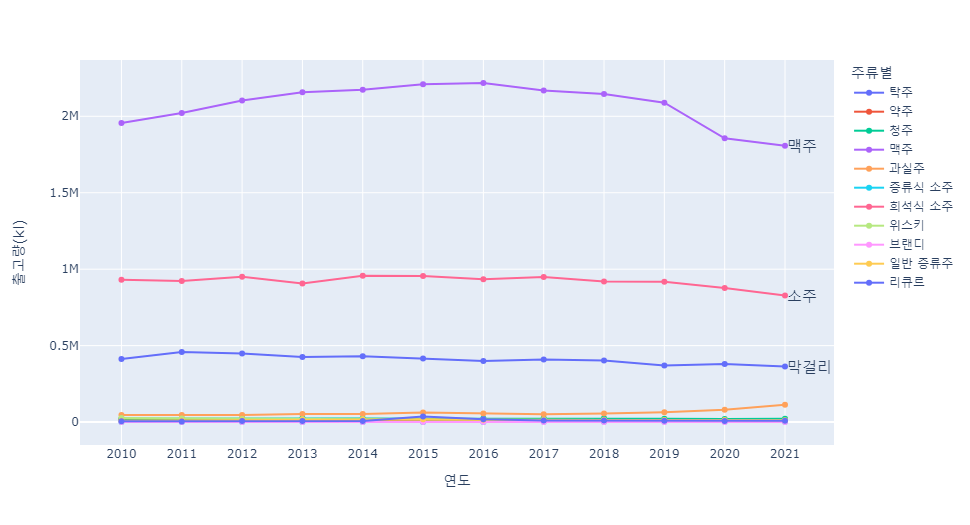 주류별
탁주
약주
청주
맥주
과실주
증류식 소주
희석식 소주
위스키
브랜디
일반 증류주
리큐르
출고량(kl)
2M
1.5M
1M
0.5M
0
맥주
소주
막걸리
2010 2011 2012 2013 2014 2015 2016 2017 2018 2019 2020 2021
연도